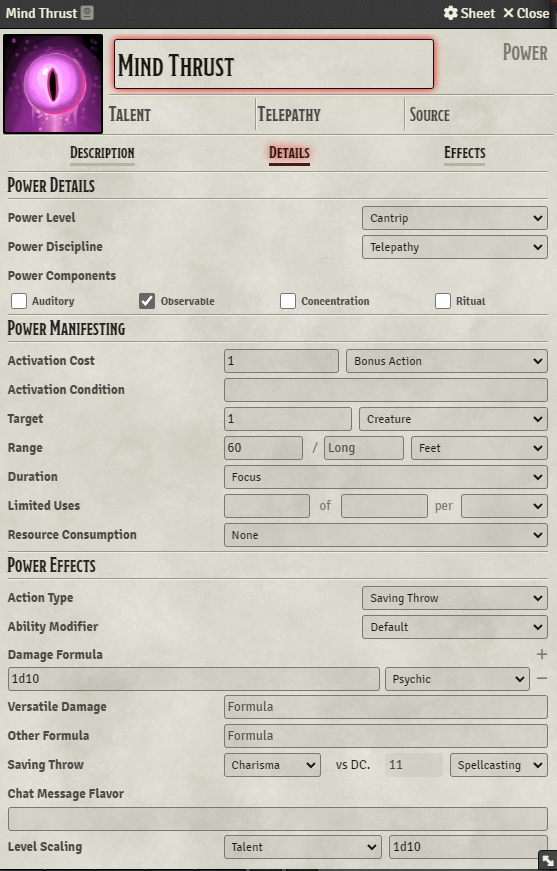 Mind Thrust Sheet Close
Mind Thrust Power
Talent Telepathy Source
Description Details Effects
Power Details
Power Level Cantrip
Power Discipline Telepathy
Power Components
Auditory Observable Concentration Ritual
Power Manifesting
Activation Cost 1 Bonus Action
Activation Condition
Target 1 Creature
Range 60 / Long Feet
Duration Focus
Limited Uses of per
Resource Consumption None
Power Effects
Action Type Saving Throw
Ability Modifier Default
Damage Formula +
1d10 Psychic −
Versatile Damage Formula
Other Formula Formula
Saving Throw Charisma vs DC. 11 Spellcasting
Chat Message Flavor
Level Scaling Talent 1d10